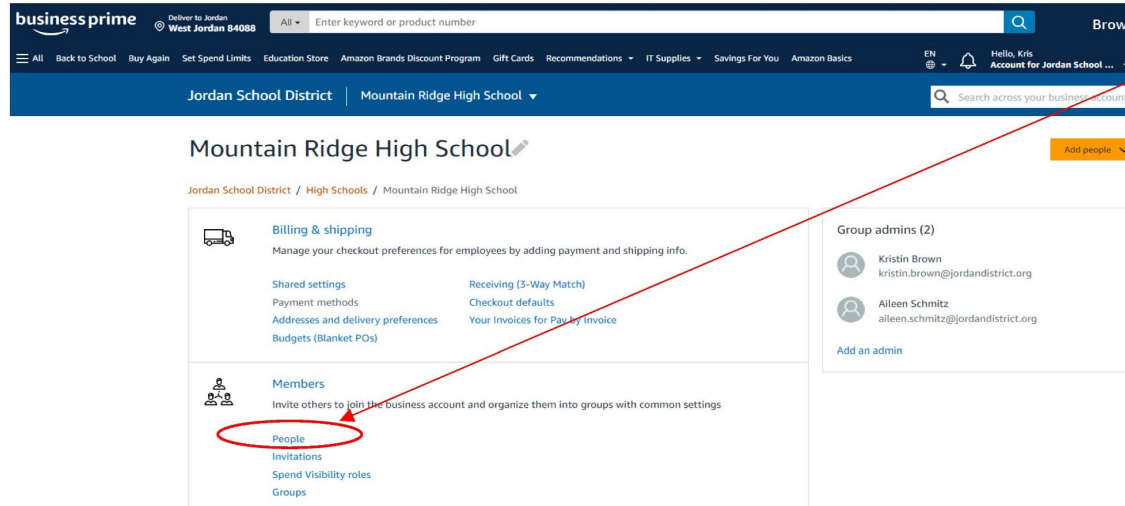 business prime
Deliver to Jordan
West Jordan 84088
All
Enter keyword or product number
Brow
All Back to School Buy Again Set Spend Limits Education Store Amazon Brands Discount Program Gift Cards Recommendations IT Supplies Savings For You Amazon Basics
EN
Hello, Kris
Account for Jordan School ...
Jordan School District | Mountain Ridge High School
Search across your business account
Mountain Ridge High School
Add people
Jordan School District / High Schools / Mountain Ridge High School
Billing & shipping
Manage your checkout preferences for employees by adding payment and shipping info.
Shared settings
Payment methods
Addresses and delivery preferences
Budgets (Blanket POs)
Receiving (3-Way Match)
Checkout defaults
Your Invoices for Pay by Invoice
Members
Invite others to join the business account and organize them into groups with common settings
People
Invitations
Spend Visibility roles
Groups
Group admins (2)
Kristin Brown
kristin.brown@jordandistrict.org
Aileen Schmitz
aileen.schmitz@jordandistrict.org
Add an admin